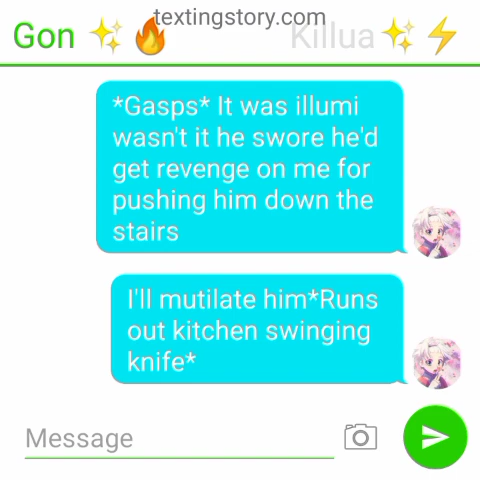 textingstory.com
Gon ✨🔥 Killua✨⚡
*Gasps* It was illumi
wasn't it he swore he'd
get revenge on me for
pushing him down the
stairs
I'll mutilate him*Runs
out kitchen swinging
knife*
Message